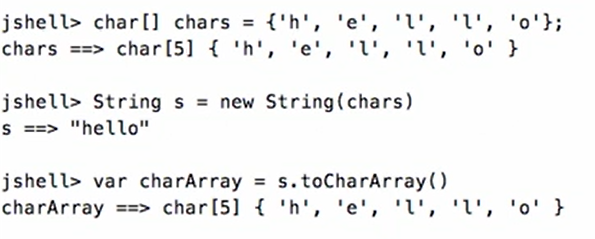 jshell> char[] chars = {'h', 'e', 'l', 'l', 'o'};
chars ==> char[5] { 'h', 'e', 'l', 'l', 'o' }
jshell> String s = new String(chars)
s ==> "hello"
jshell> var charArray = s.toCharArray()
charArray ==> char[5] { 'h', 'e', 'l', 'l', 'o' }